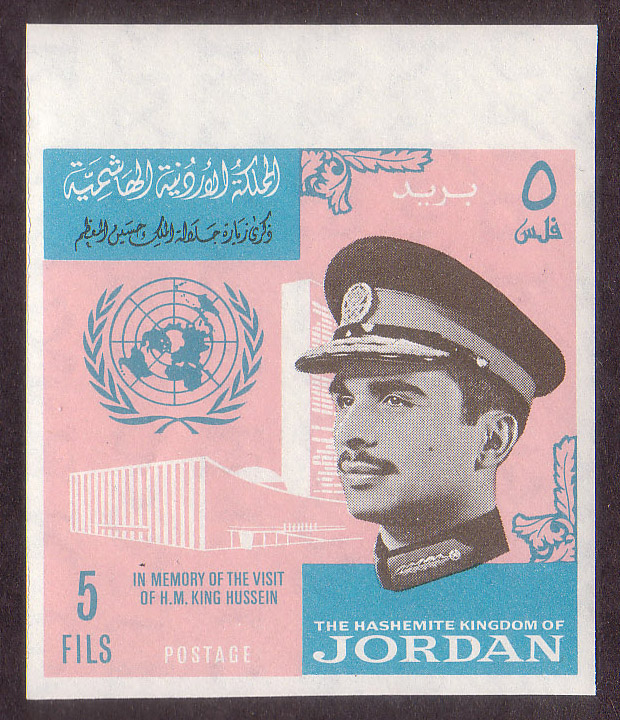 المملكة الأردنية الهاشمية
ذكرى زيارة جلالة الملك حسين المعظم
بريد
٥
فلس
5
FILS
IN MEMORY OF THE VISIT
OF H.M. KING HUSSEIN
POSTAGE
THE HASHEMITE KINGDOM OF
JORDAN